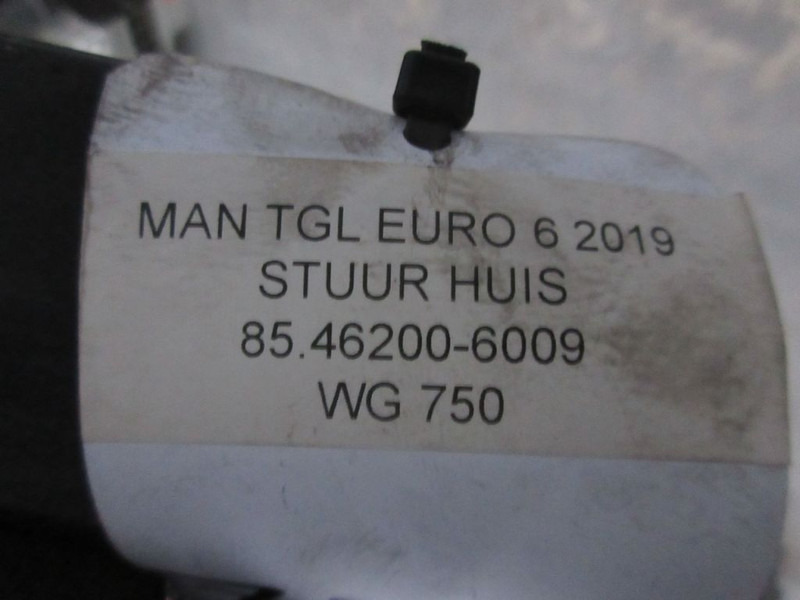 MAN TGL EURO 6 2019
STUUR HUIS
85.46200-6009
WG 750